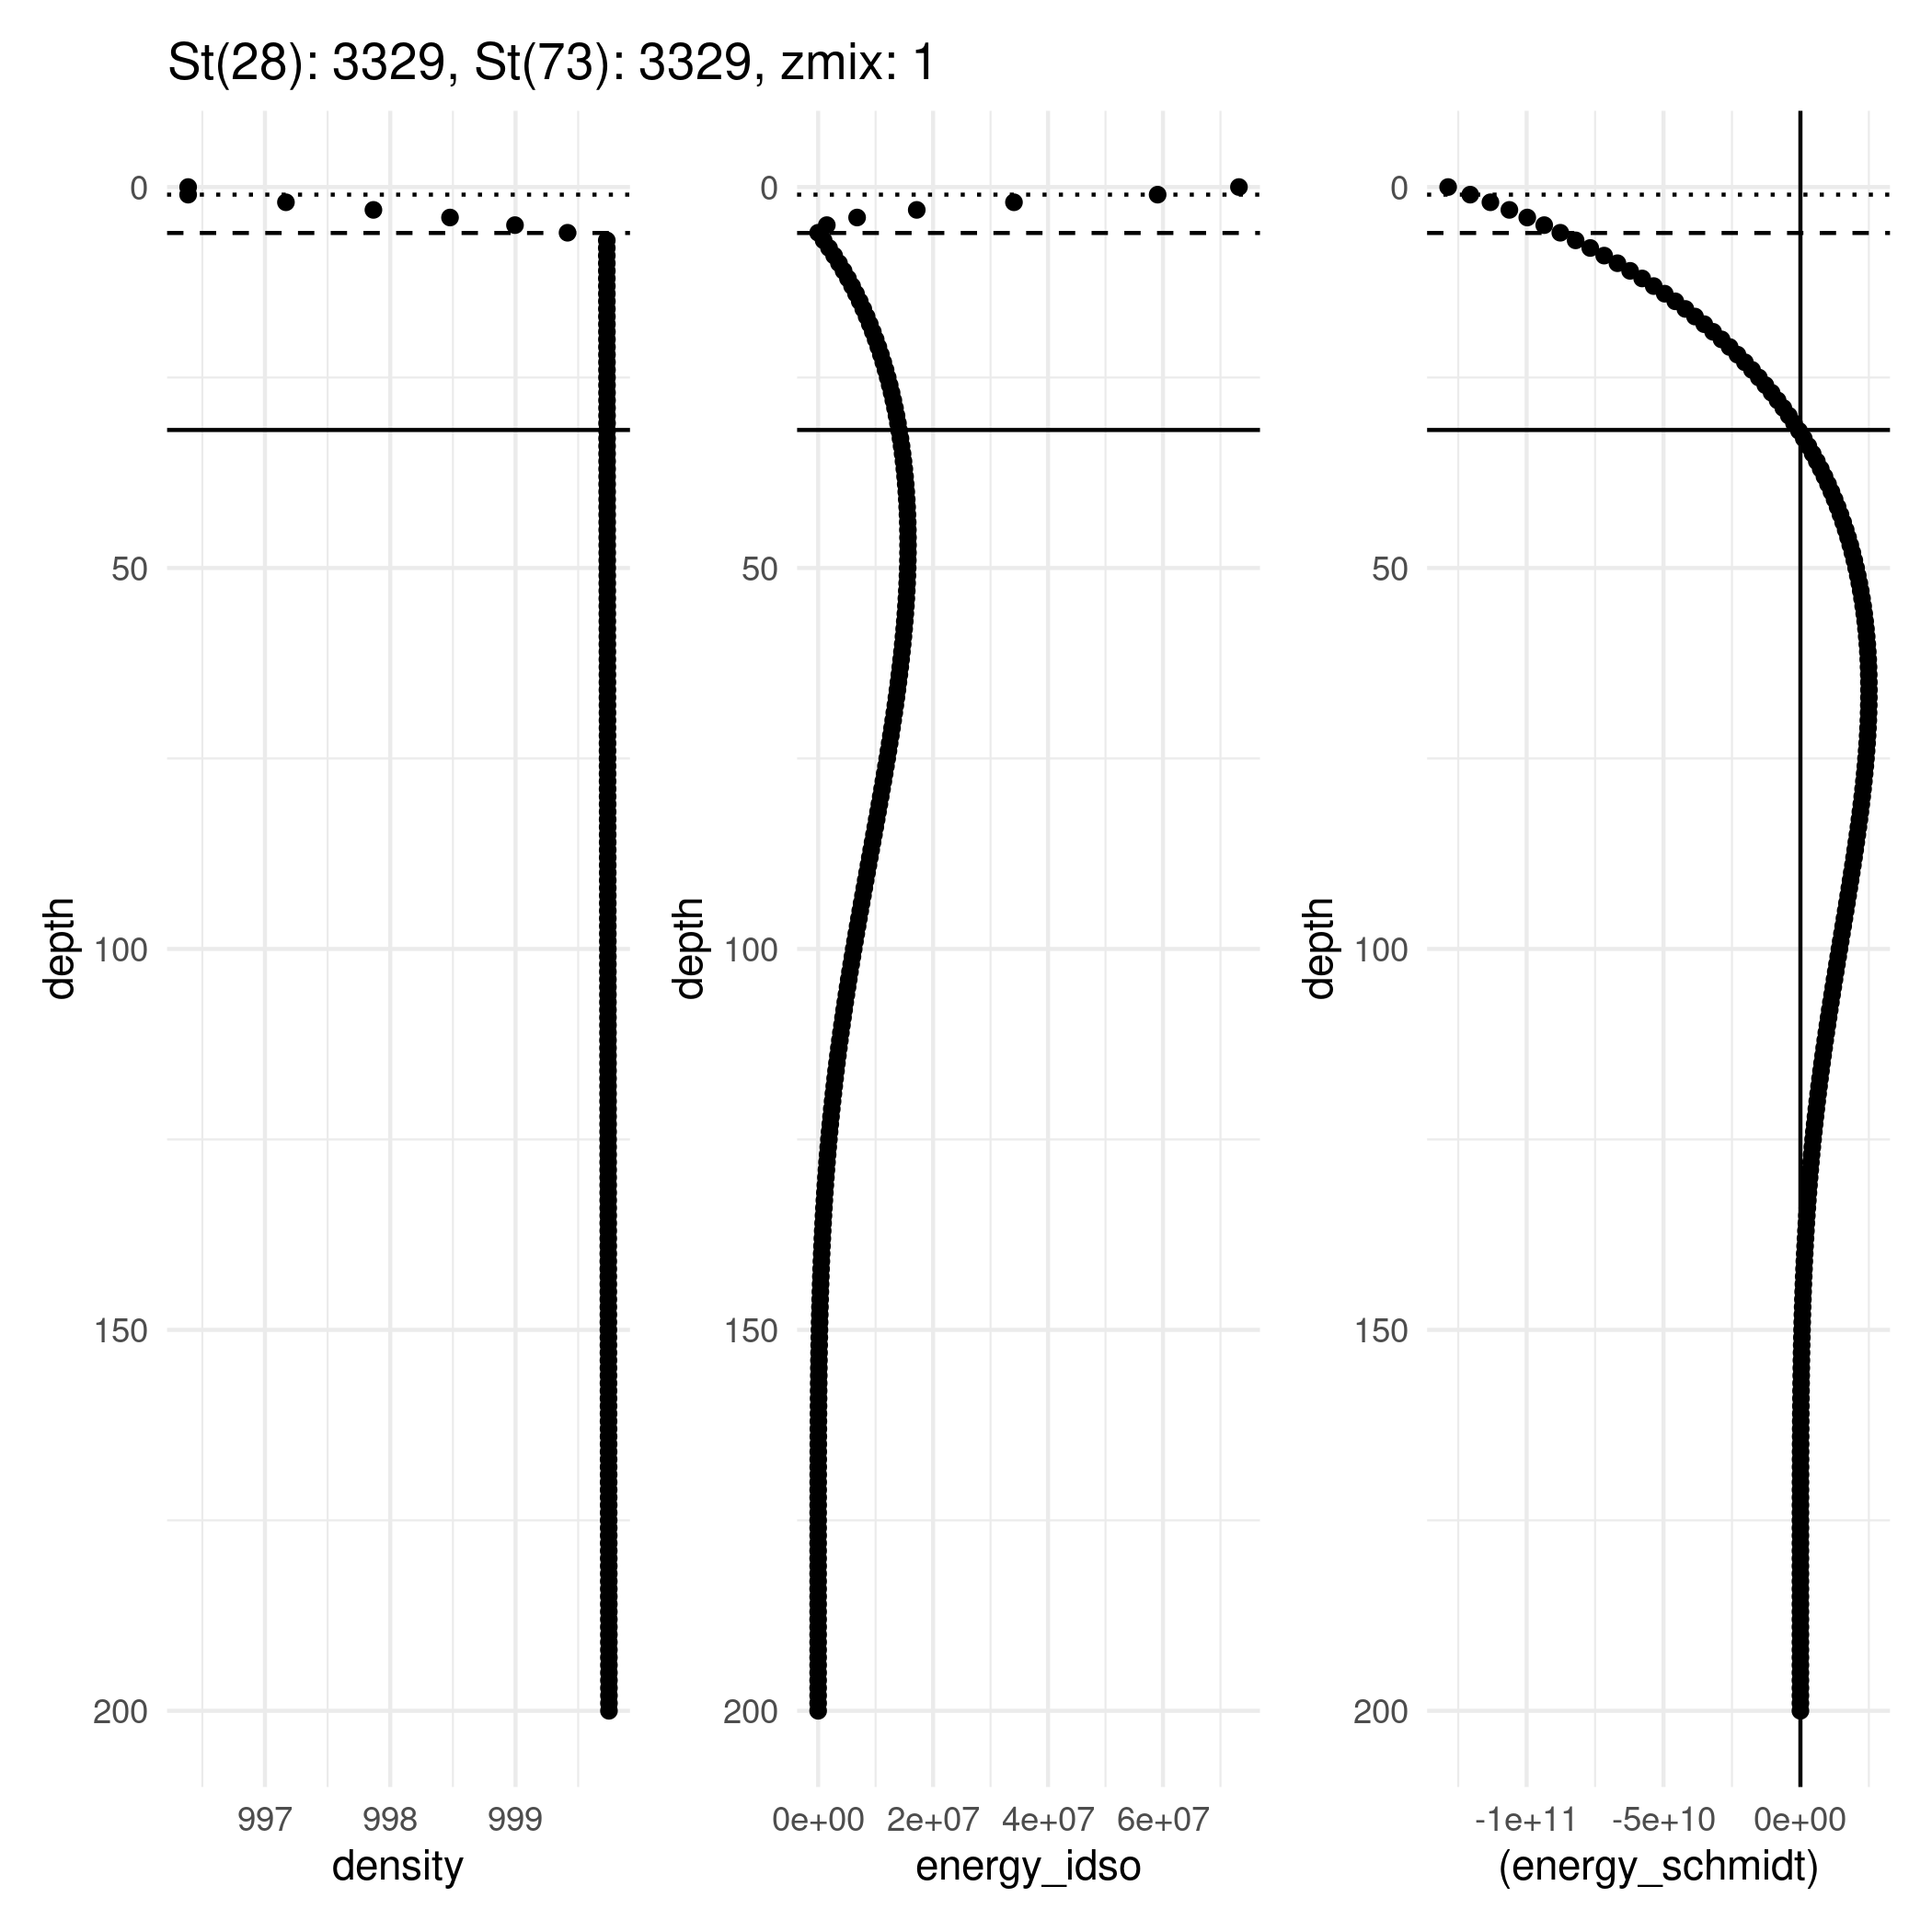 St(28): 3329, St(73): 3329, zmix: 1
0
50
100
150
200
depth
997 998 999
density
0
50
100
150
200
depth
0e+00 2e+07 4e+07 6e+07
energy_idso
0
50
100
150
200
depth
-1e+11 -5e+10 0e+00
(energy_schmidt)